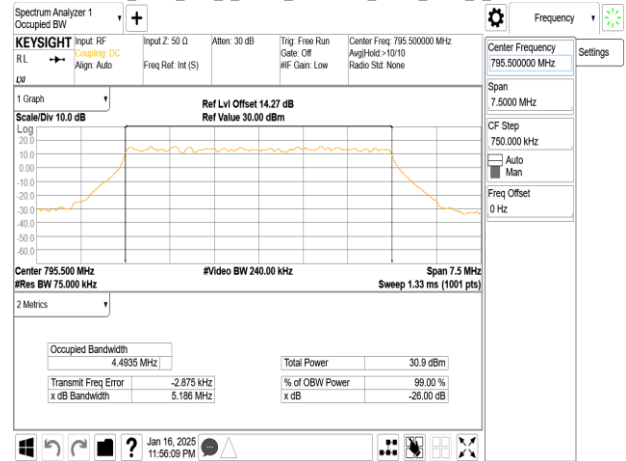 Spectrum Analyzer 1
Occupied BW
Frequency
KEYSIGHT
Input: RF
Input Z: 50 Ω
Atten: 30 dB
Trig: Free Run
Center Freq: 795.500000 MHz
RL
Coupling: DC
Gate: Off
Avg|Hold:>10/10
Align: Auto
Freq Ref: Int (S)
#IF Gain: Low
Radio Std: None
LXI
Center Frequency
795.500000 MHz
Settings
Span
7.5000 MHz
CF Step
750.000 kHz
Auto
Man
Freq Offset
0 Hz
1 Graph
Ref Lvl Offset 14.27 dB
Scale/Div 10.0 dB
Ref Value 30.00 dBm
Log
20.0
10.0
0.00
-10.0
-20.0
-30.0
-40.0
-50.0
-60.0
Center 795.500 MHz
#Video BW 240.00 kHz
Span 7.5 MHz
#Res BW 75.000 kHz
Sweep 1.33 ms (1001 pts)
2 Metrics
Occupied Bandwidth
4.4935 MHz
Total Power
30.9 dBm
Transmit Freq Error
-2.875 kHz
% of OBW Power
99.00 %
x dB Bandwidth
5.186 MHz
x dB
-26.00 dB
Jan 16, 2025
11:56:09 PM